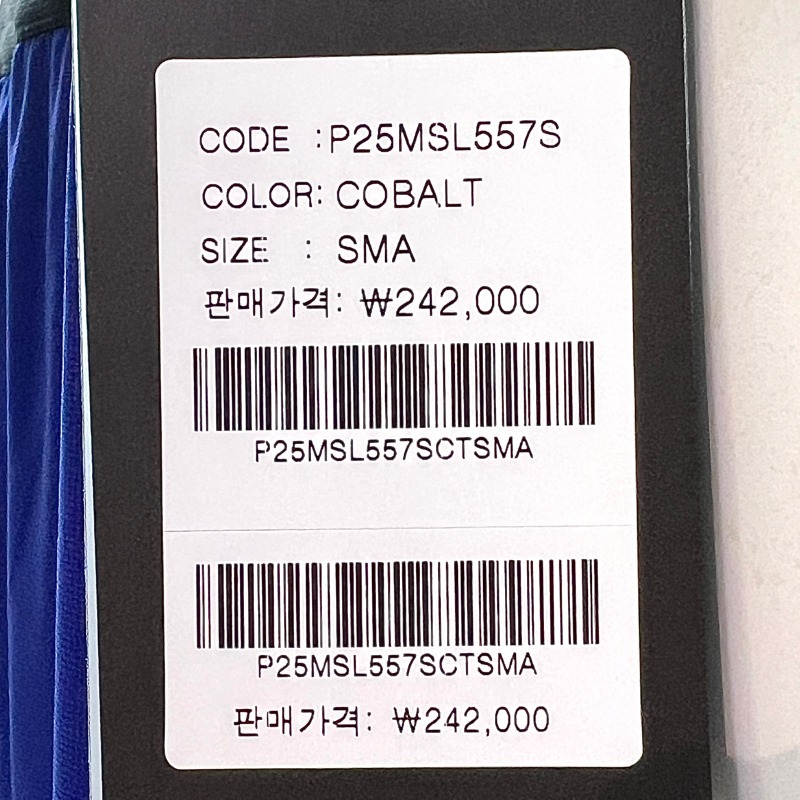 CODE :P25MSL557S
COLOR: COBALT
SIZE : SMA
판매가격: ₩242,000
P25MSL557SCTSMA
P25MSL557SCTSMA
판매가격: ₩242,000